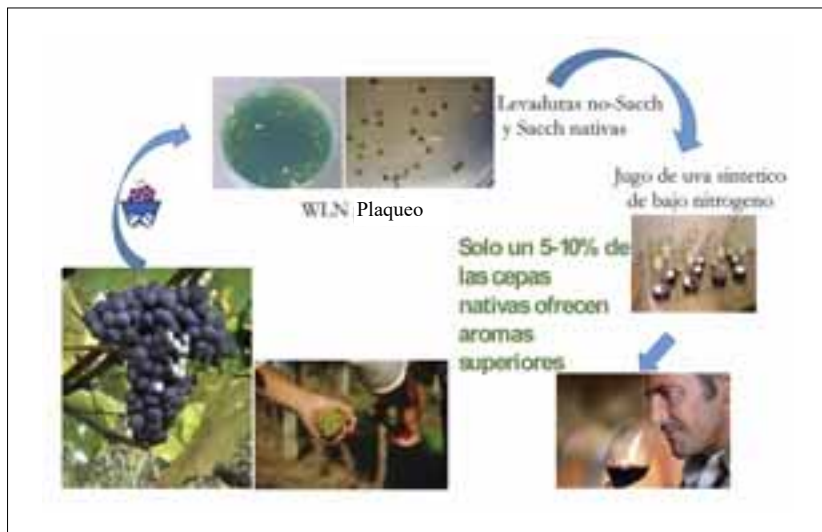 Levaduras no-Sacch
y Sacch nativas
Jugo de uva sintetico
de bajo nitrogeno
WLN Plaqueo
Solo un 5-10% de
las cepas
nativas ofrecen
aromas
superiores